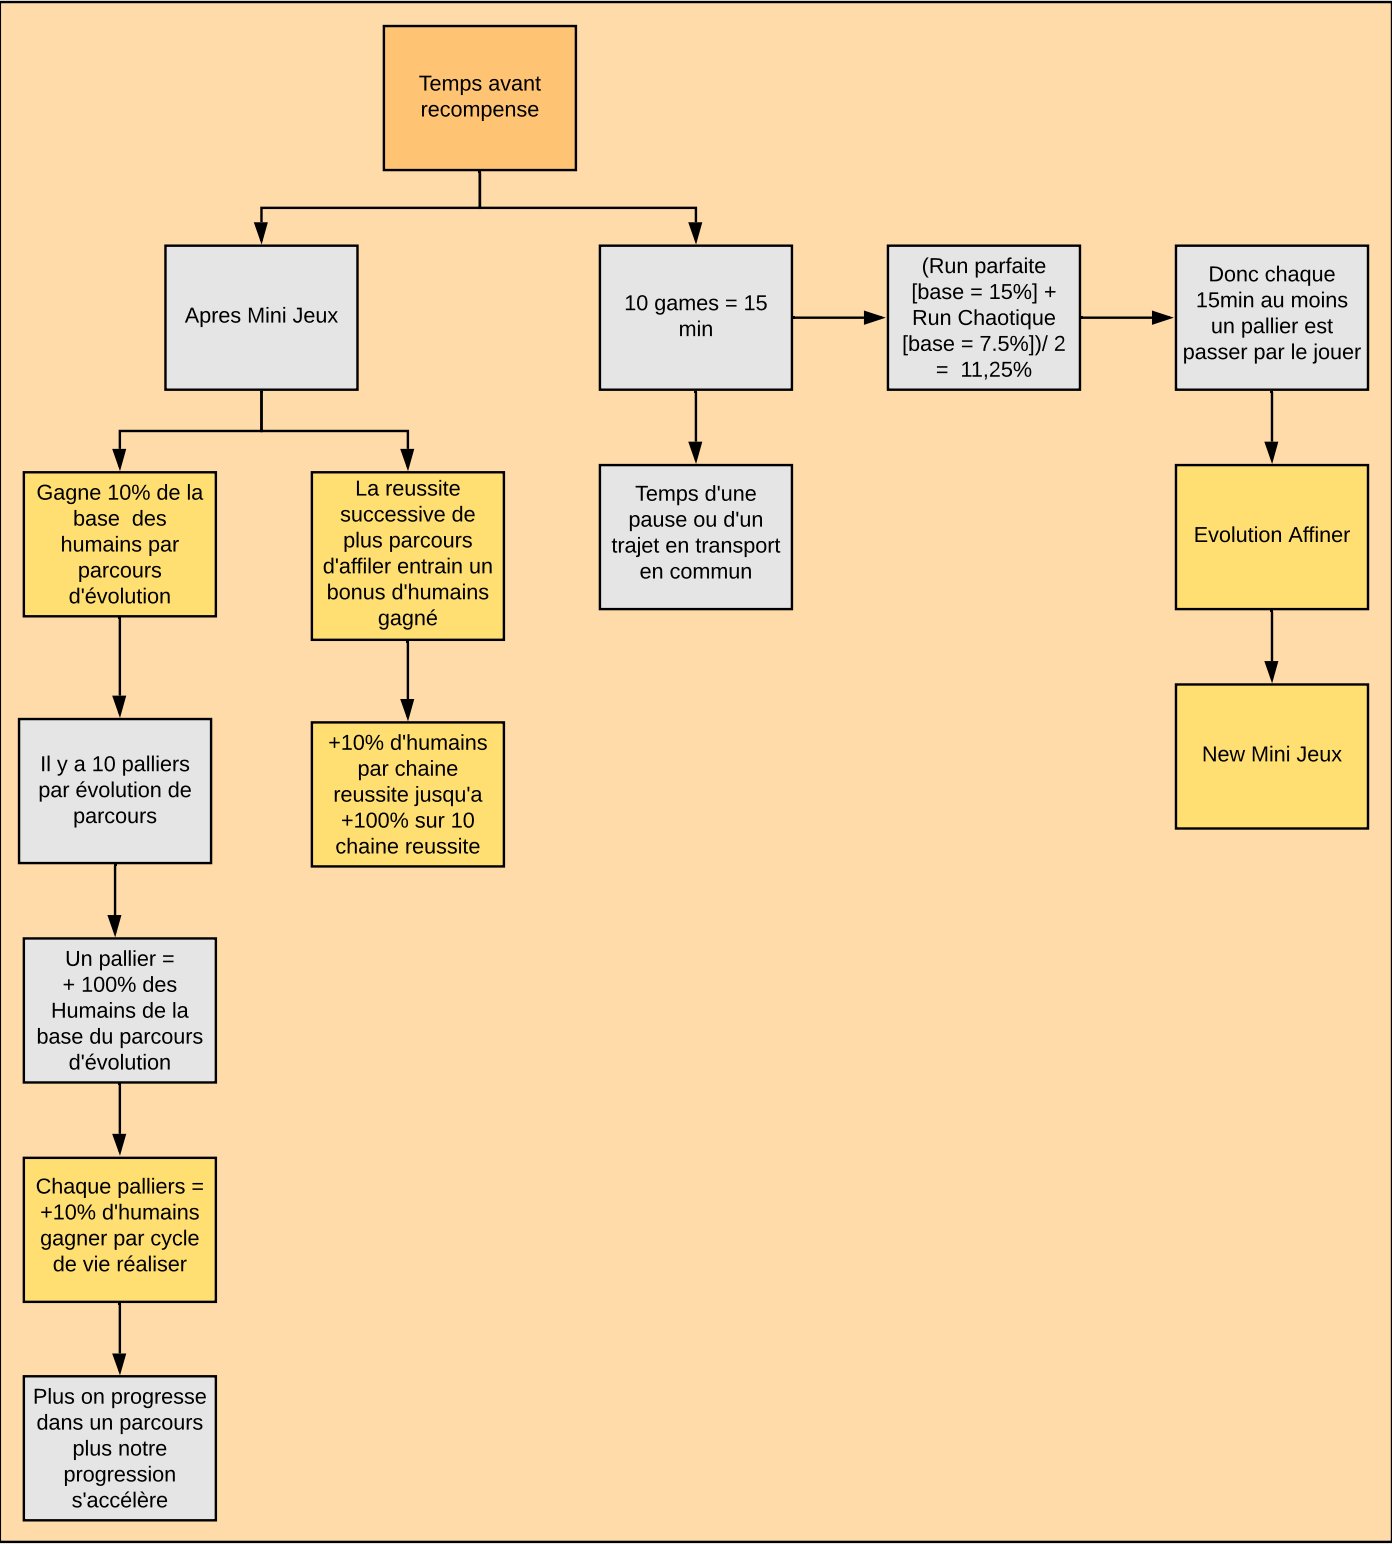 Temps avant
recompense
Apres Mini Jeux
10 games = 15
min
(Run parfaite
[base = 15%] +
Run Chaotique
[base = 7.5%])/ 2
= 11,25%
Donc chaque
15min au moins
un pallier est
passer par le jouer
Gagne 10% de la
base des
humains par
parcours
d'évolution
La reussite
successive de
plus parcours
d'affiler entrain un
bonus d'humains
gagné
Temps d'une
pause ou d'un
trajet en transport
en commun
Evolution Affiner
Il y a 10 palliers
par évolution de
parcours
+10% d'humains
par chaine
reussite jusqu'a
+100% sur 10
chaine reussite
New Mini Jeux
Un pallier =
+ 100% des
Humains de la
base du parcours
d'évolution
Chaque palliers =
+10% d'humains
gagner par cycle
de vie réaliser
Plus on progresse
dans un parcours
plus notre
progression
s'accélère